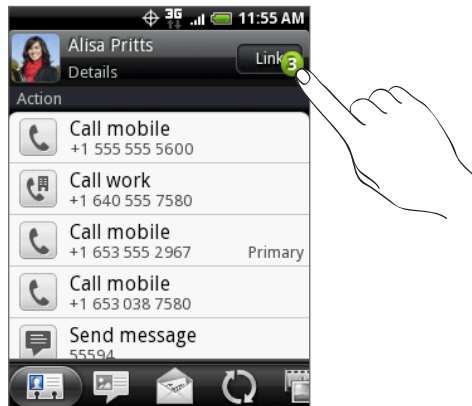 3G 11:55 AM
Alisa Pritts
Details
Link
3
Action
Call mobile
+1 555 555 5600
Call work
+1 640 555 7580
Call mobile
+1 653 555 2967 Primary
Call mobile
+1 653 038 7580
Send message
55594